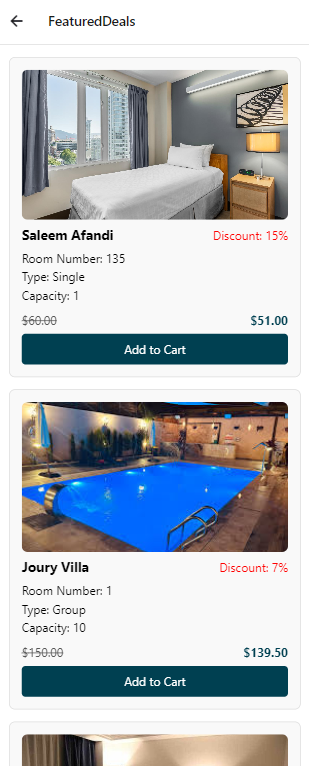 FeaturedDeals
Saleem Afandi Discount: 15%
Room Number: 135
Type: Single
Capacity: 1
$60.00 $51.00
Add to Cart
Joury Villa Discount: 7%
Room Number: 1
Type: Group
Capacity: 10
$150.00 $139.50
Add to Cart